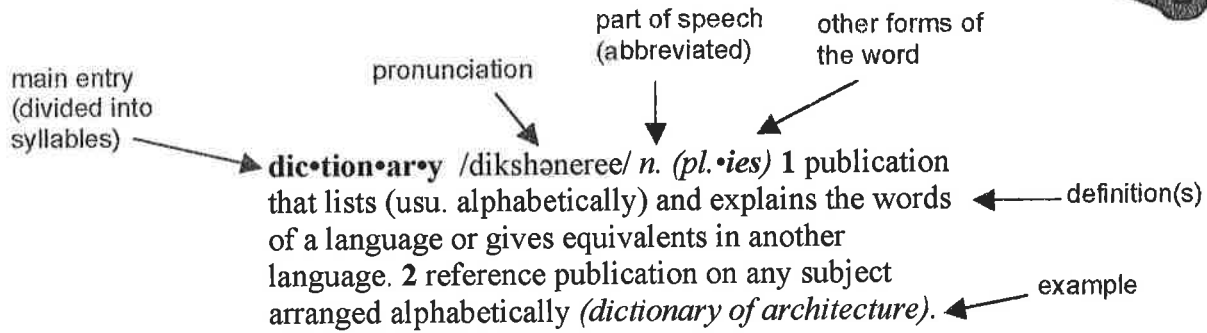 part of speech
(abbreviated)
other forms of
the word
pronunciation
main entry
(divided into
syllables)
dic•tion•ar•y /dikshəneree/ n. (pl.•ies) 1 publication
that lists (usu. alphabetically) and explains the words
of a language or gives equivalents in another
language. 2 reference publication on any subject
arranged alphabetically (dictionary of architecture).
definition(s)
example